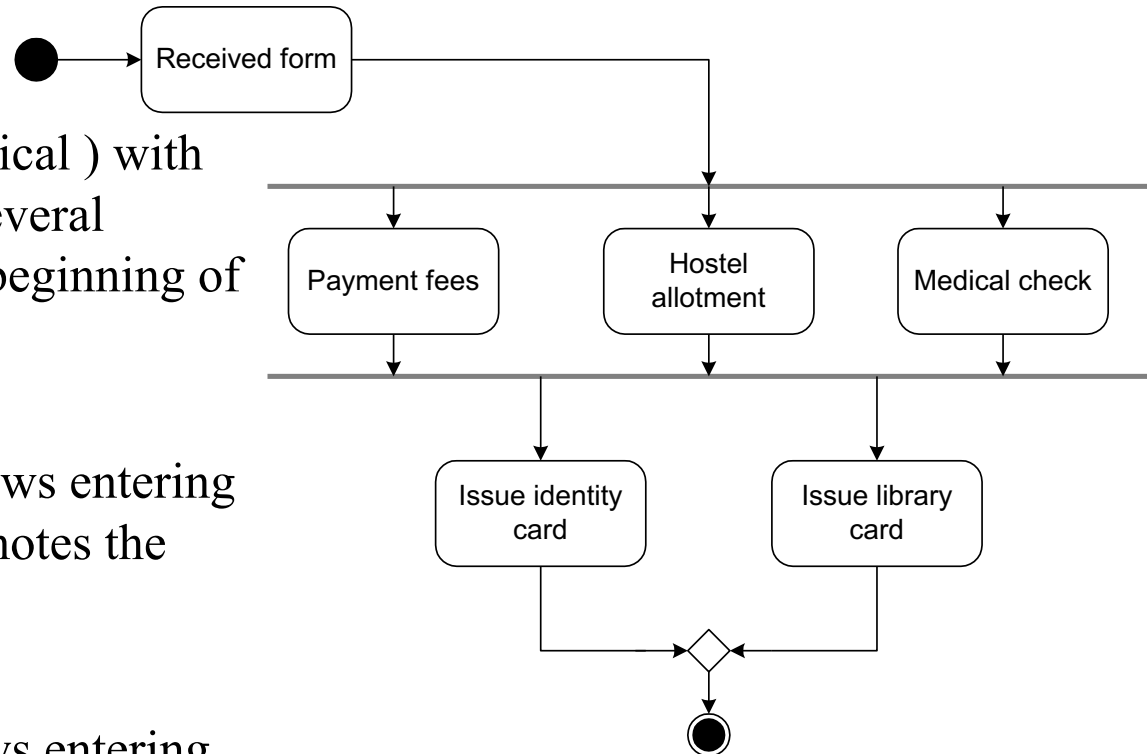 Received form
ical ) with
everal
beginning of
Payment fees
Hostel
allotment
Medical check
ws entering
notes the
Issue identity
card
Issue library
card
ws entering